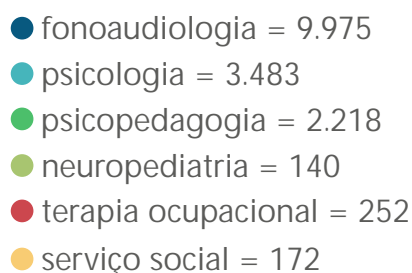 fonoaudiologia = 9.975
psicologia = 3.483
psicopedagogia = 2.218
neuropediatria = 140
terapia ocupacional = 252
serviço social = 172